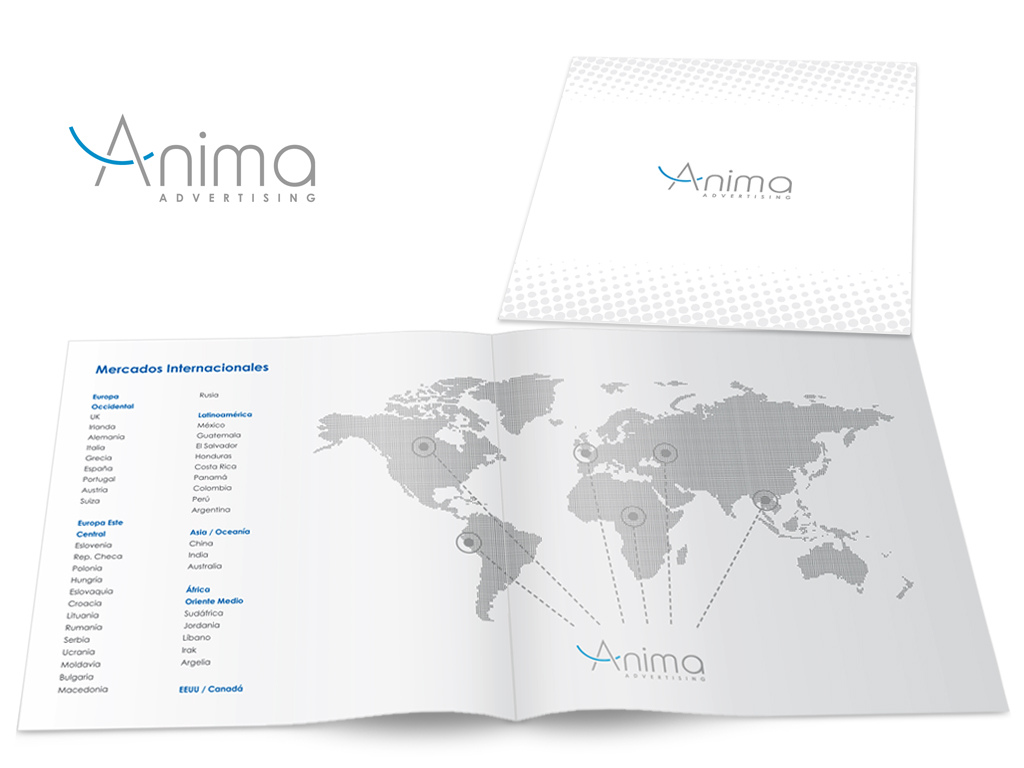 Anima
ADVERTISING
Anima
ADVERTISING
Mercados Internacionales
Europa
Occidental
UK
Irlanda
Alemania
Italia
Grecia
España
Portugal
Austria
Suiza
Europa Este
Central
Eslovenia
Rep. Checa
Polonia
Hungría
Eslovaquia
Croacia
Lituania
Rumania
Serbia
Ucrania
Moldavia
Bulgaria
Macedonia
Rusia
Latinoamérica
México
Guatemala
El Salvador
Honduras
Costa Rica
Panamá
Colombia
Perú
Argentina
Asia / Oceanía
China
India
Australia
África
Oriente Medio
Sudáfrica
Jordania
Líbano
Irak
Argelia
EEUU / Canadá
Anima
ADVERTISING